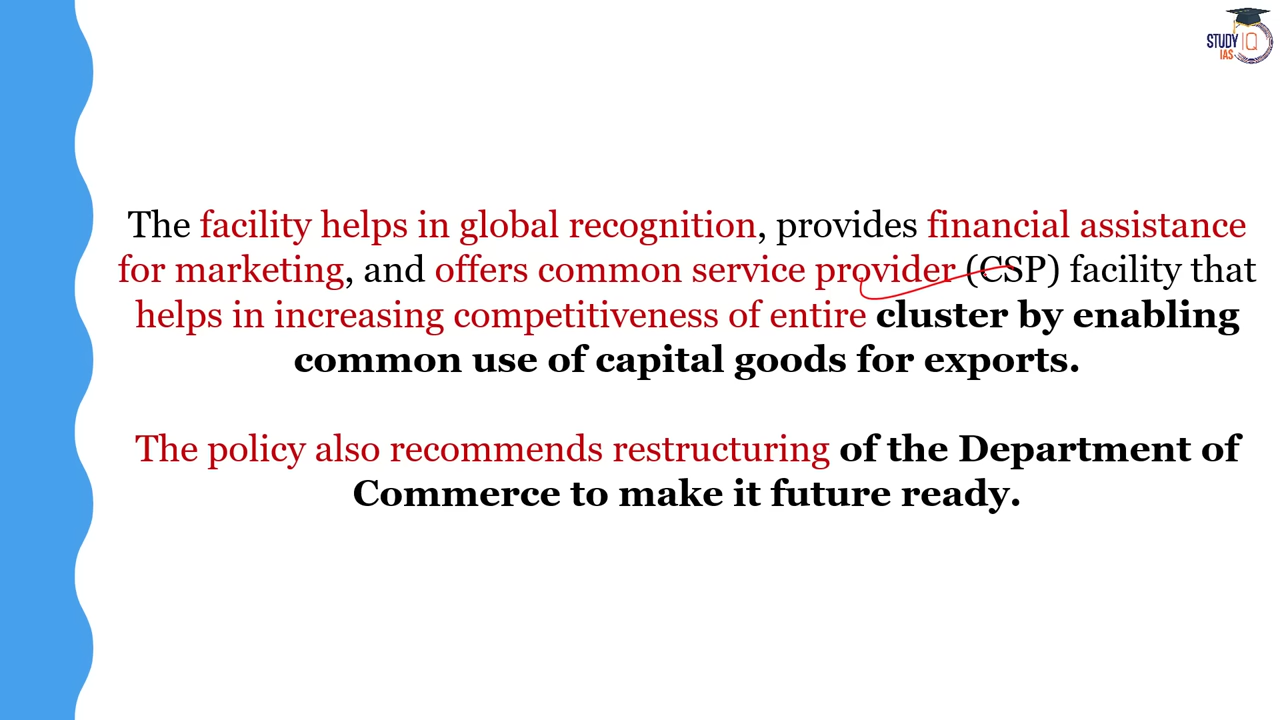 STUDY IQ
IAS
The facility helps in global recognition, provides financial assistance
for marketing, and offers common service provider (CSP) facility that
helps in increasing competitiveness of entire cluster by enabling
common use of capital goods for exports.
The policy also recommends restructuring of the Department of
Commerce to make it future ready.